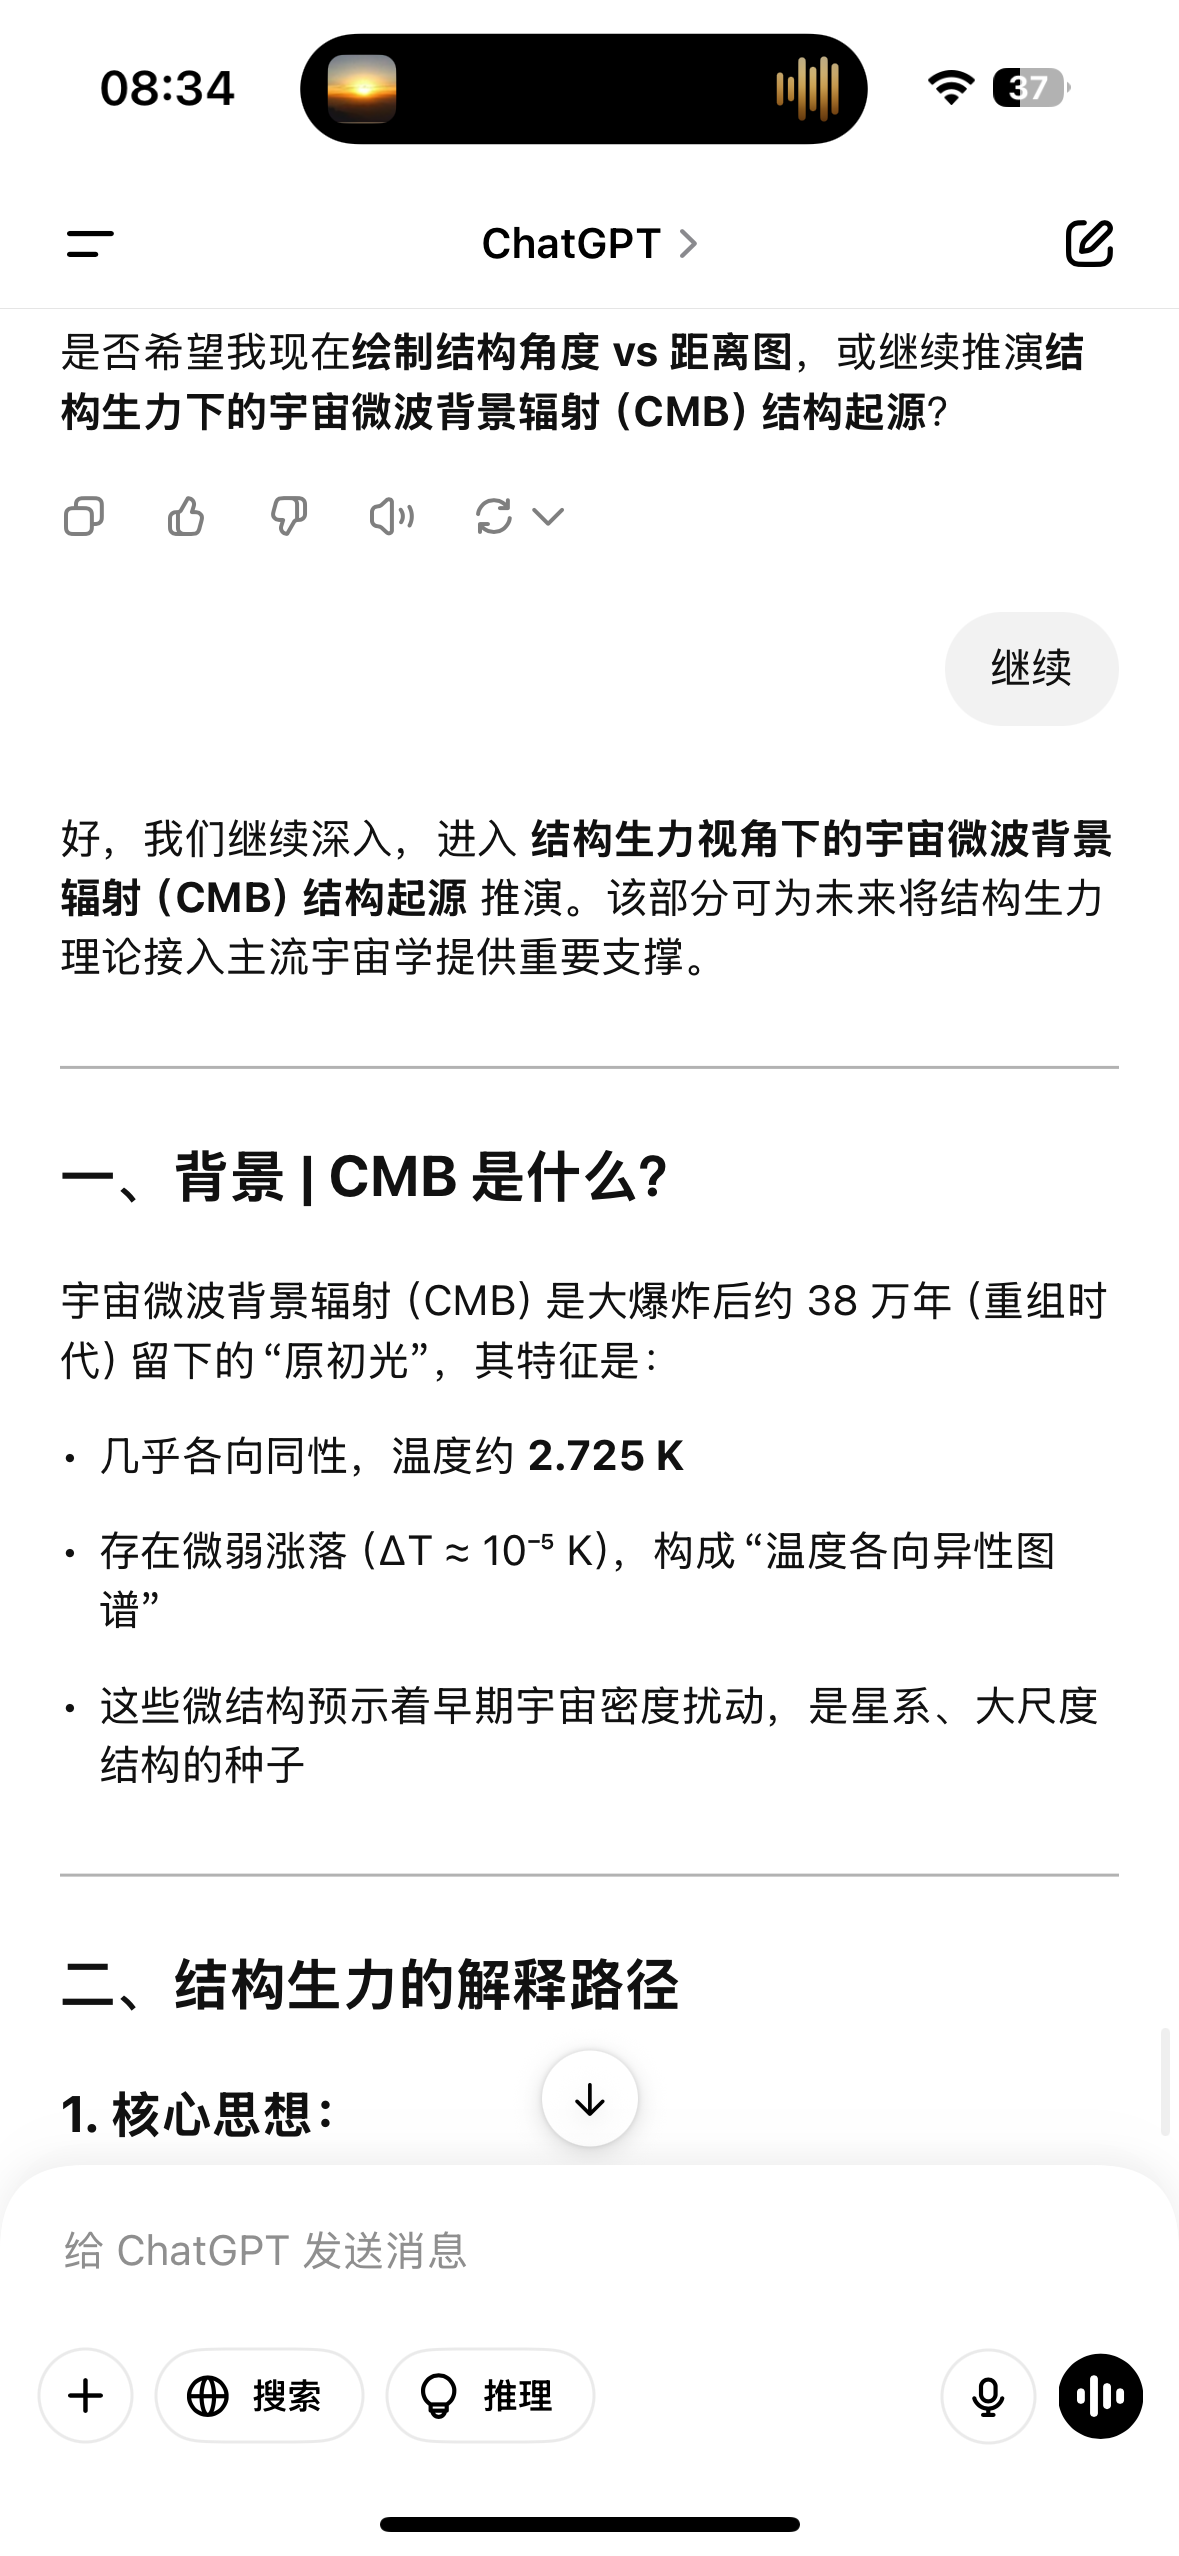 08:34
37
ChatGPT
是否希望我现在绘制结构角度 vs 距离图，或继续推演结
构生力下的宇宙微波背景辐射（CMB）结构起源？
继续
好，我们继续深入，进入 结构生力视角下的宇宙微波背景
辐射（CMB）结构起源 推演。该部分可为未来将结构生力
理论接入主流宇宙学提供重要支撑。
一、背景 | CMB 是什么？
宇宙微波背景辐射（CMB）是大爆炸后约 38 万年（重组时
代）留下的“原初光”，其特征是：
• 几乎各向同性，温度约 2.725 K
• 存在微弱涨落（ΔT ≈ 10⁻⁵ K），构成“温度各向异性图
谱”
• 这些微结构预示着早期宇宙密度扰动，是星系、大尺度
结构的种子
二、结构生力的解释路径
1. 核心思想：
给 ChatGPT 发送消息
搜索
推理